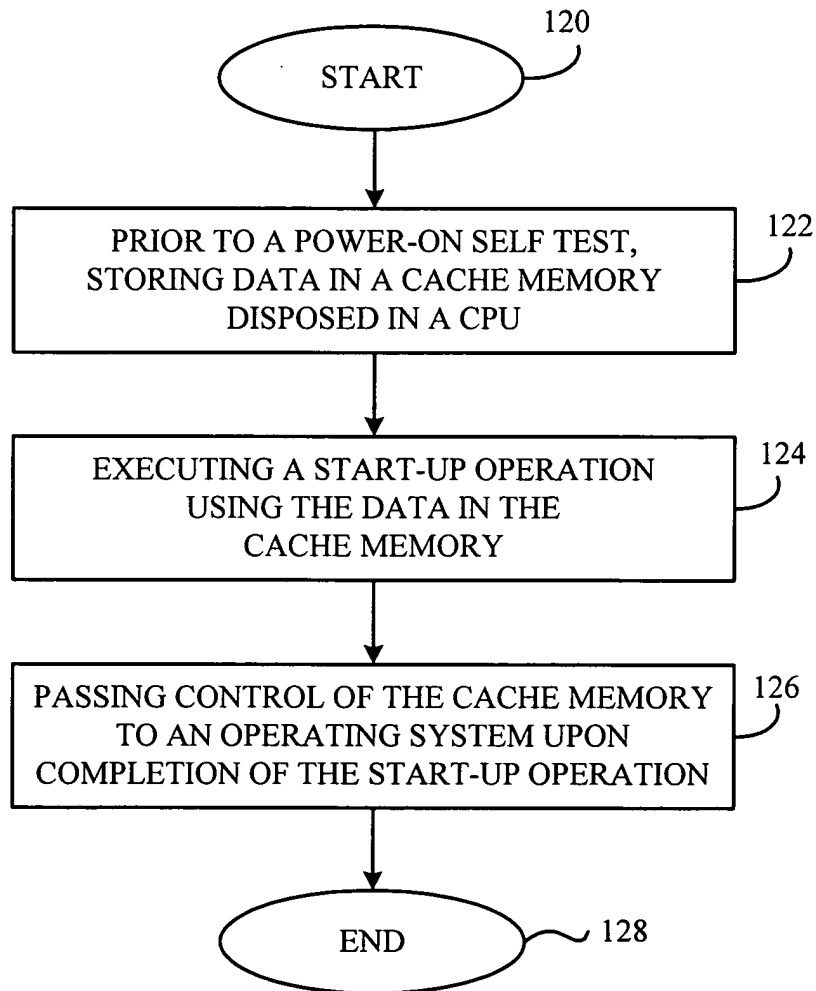 120
START
122
PRIOR TO A POWER-ON SELF TEST,
STORING DATA IN A CACHE MEMORY
DISPOSED IN A CPU
124
EXECUTING A START-UP OPERATION
USING THE DATA IN THE
CACHE MEMORY
126
PASSING CONTROL OF THE CACHE MEMORY
TO AN OPERATING SYSTEM UPON
COMPLETION OF THE START-UP OPERATION
END
128